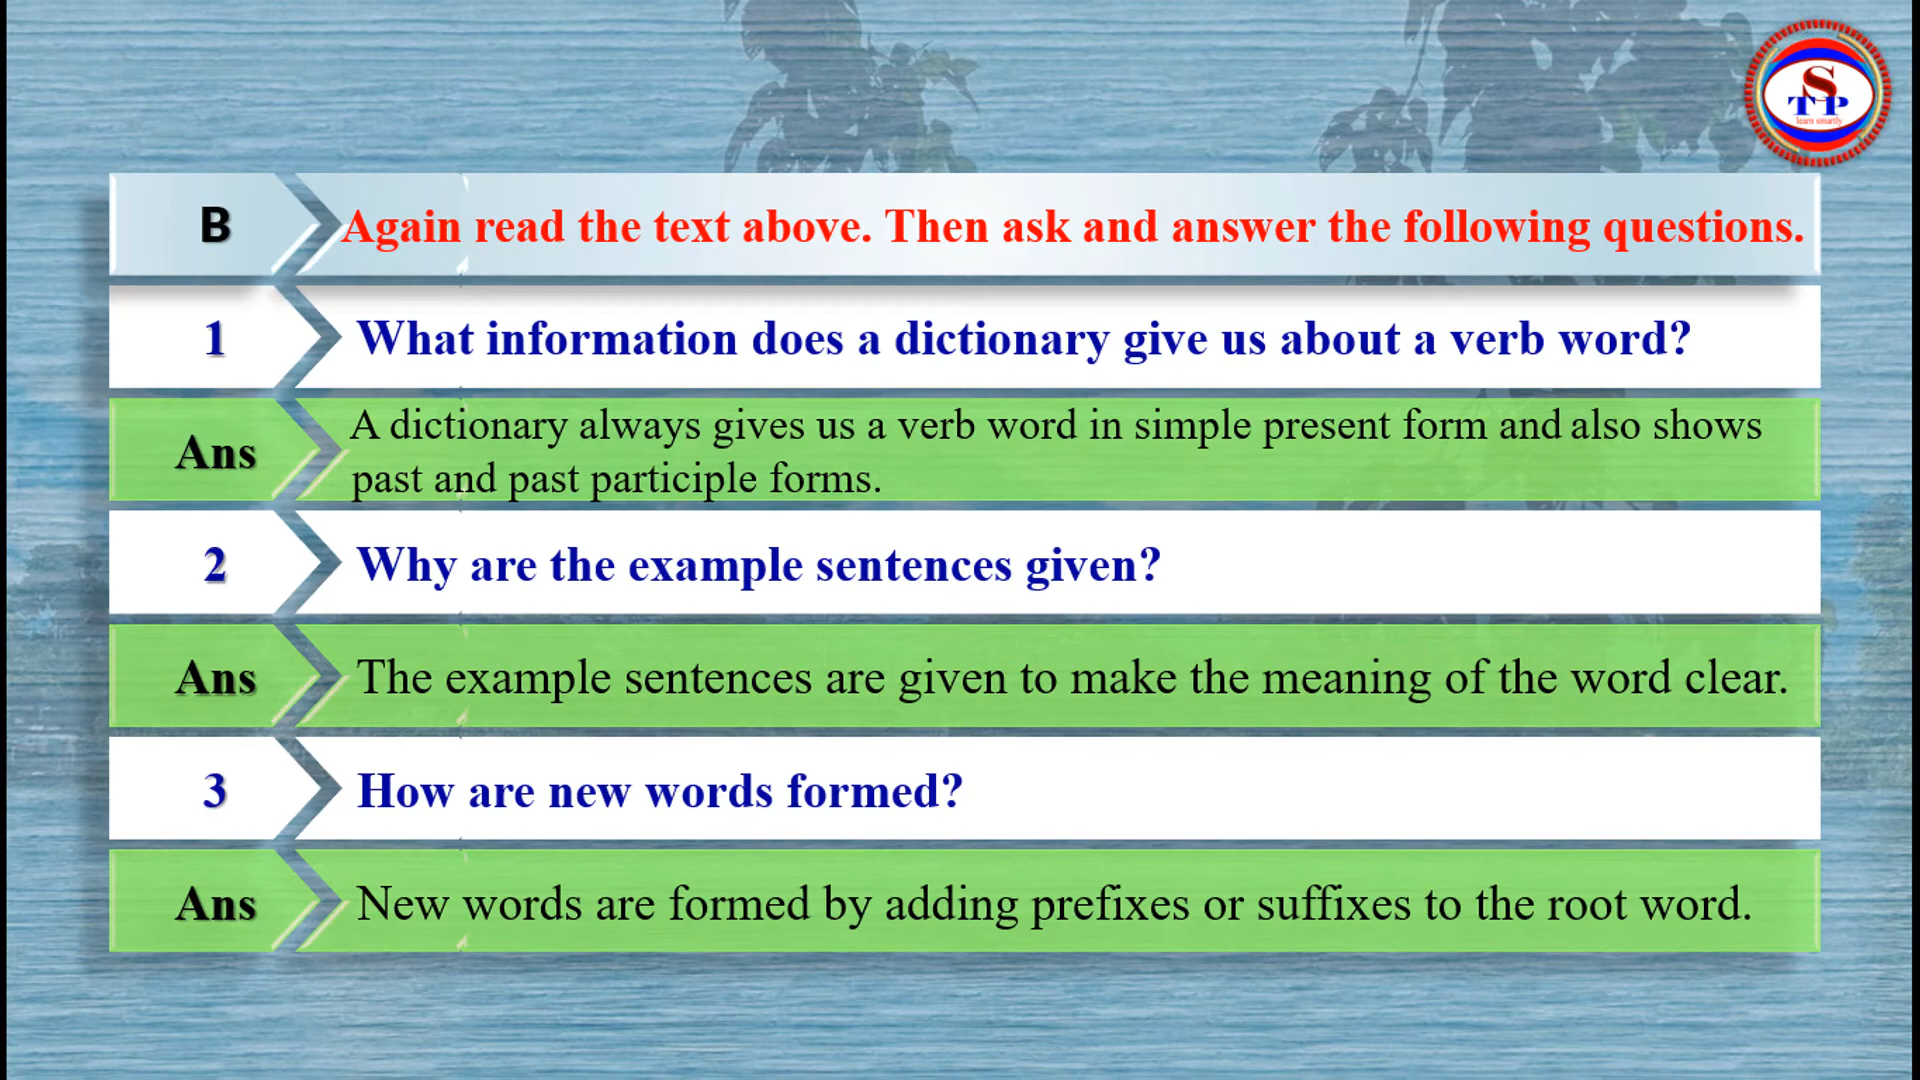 S
TP
learn smartly
B Again read the text above. Then ask and answer the following questions.
1 What information does a dictionary give us about a verb word?
Ans A dictionary always gives us a verb word in simple present form and also shows
past and past participle forms.
2 Why are the example sentences given?
Ans The example sentences are given to make the meaning of the word clear.
3 How are new words formed?
Ans New words are formed by adding prefixes or suffixes to the root word.